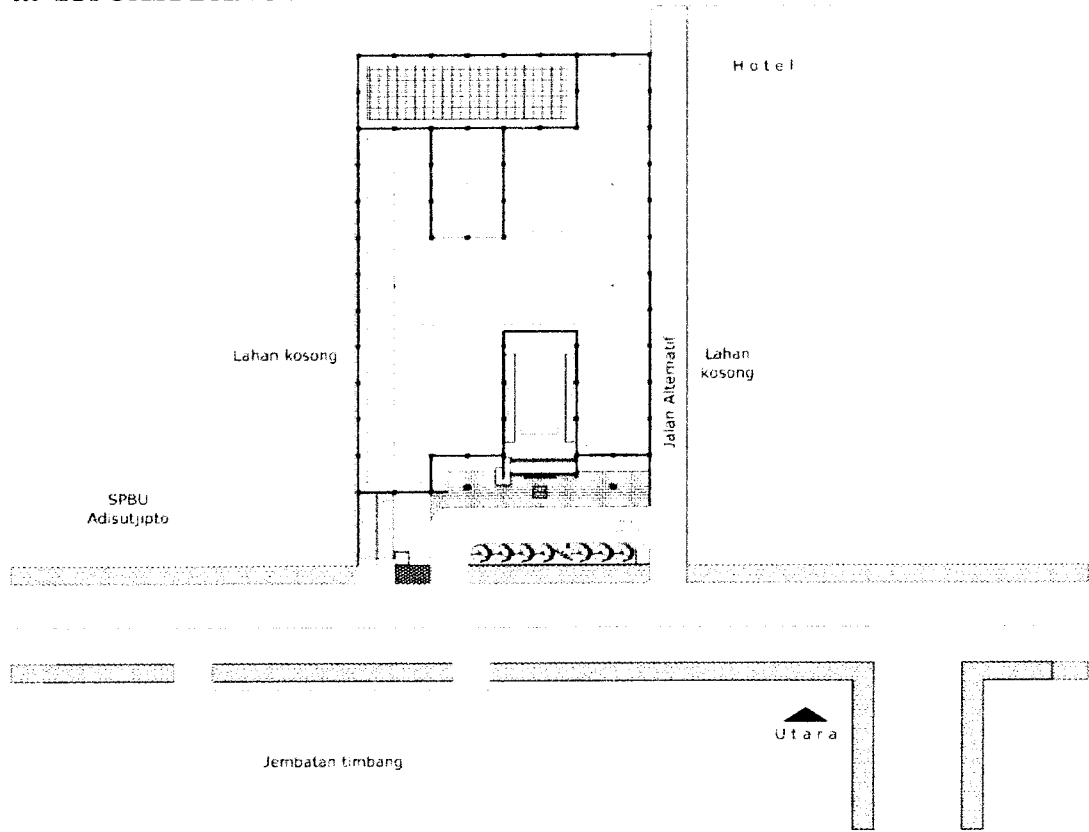 Hotel
Lahan kosong
Jalan Alternatif
Lahan
kosong
SPBU
Adisutjipto
Utara
Jembatan timbang